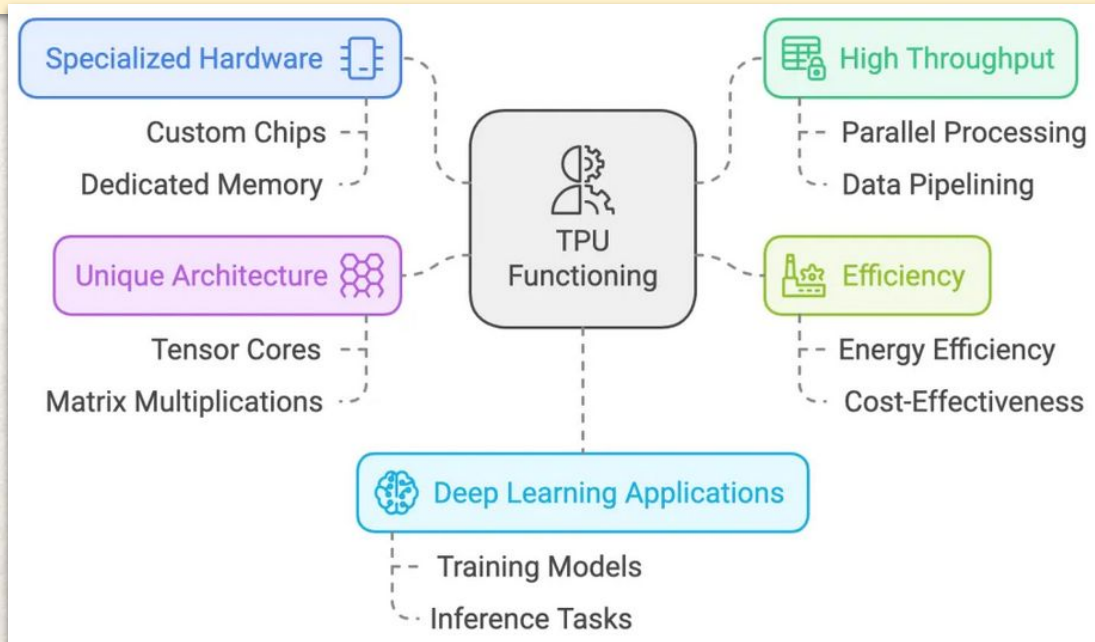 Specialized Hardware
Custom Chips
Dedicated Memory
Unique Architecture
Tensor Cores
Matrix Multiplications
TPU
Functioning
High Throughput
Parallel Processing
Data Pipelining
Efficiency
Energy Efficiency
Cost-Effectiveness
Deep Learning Applications
Training Models
Inference Tasks